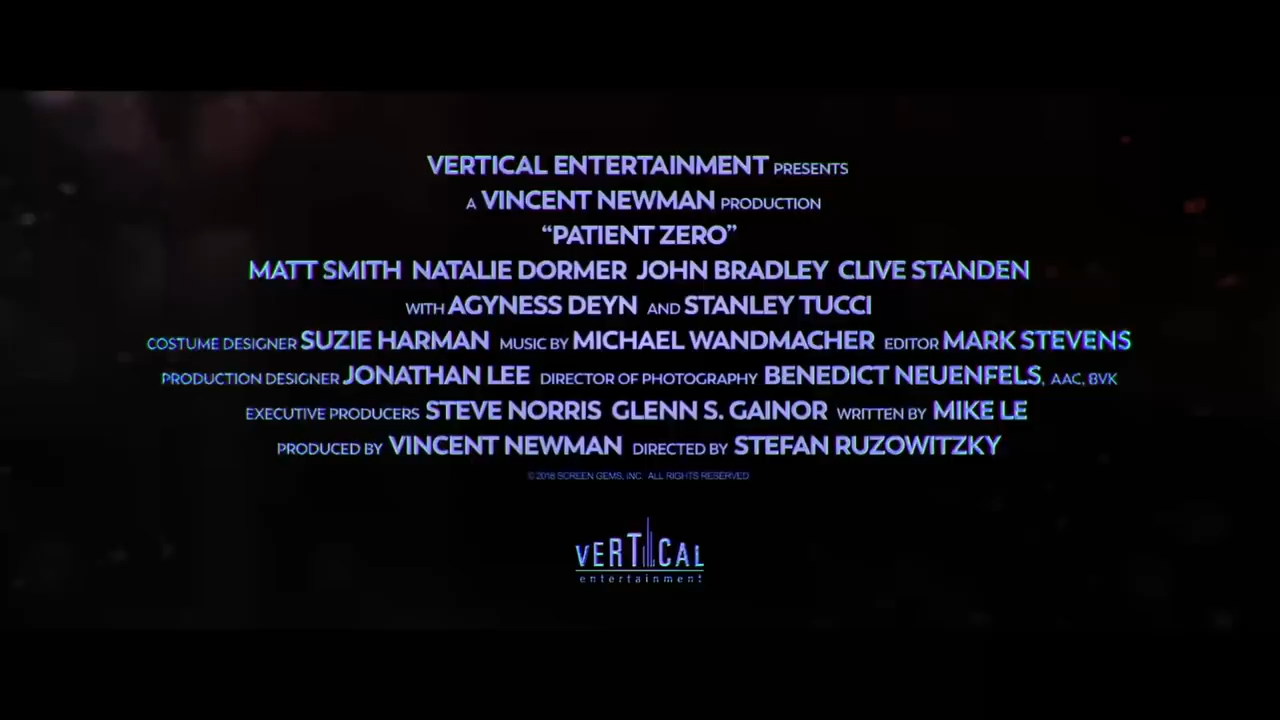 VERTICAL ENTERTAINMENT PRESENTS
A VINCENT NEWMAN PRODUCTION
“PATIENT ZERO”
MATT SMITH NATALIE DORMER JOHN BRADLEY CLIVE STANDEN
WITH AGYNESS DEYN AND STANLEY TUCCI
COSTUME DESIGNER SUZIE HARMAN MUSIC BY MICHAEL WANDMACHER EDITOR MARK STEVENS
PRODUCTION DESIGNER JONATHAN LEE DIRECTOR OF PHOTOGRAPHY BENEDICT NEUENFELS, AAC, BVK
EXECUTIVE PRODUCERS STEVE NORRIS GLENN S. GAINOR WRITTEN BY MIKE LE
PRODUCED BY VINCENT NEWMAN DIRECTED BY STEFAN RUZOWITZKY
© 2018 SCREEN GEMS, INC. ALL RIGHTS RESERVED
VERTICAL
entertainment